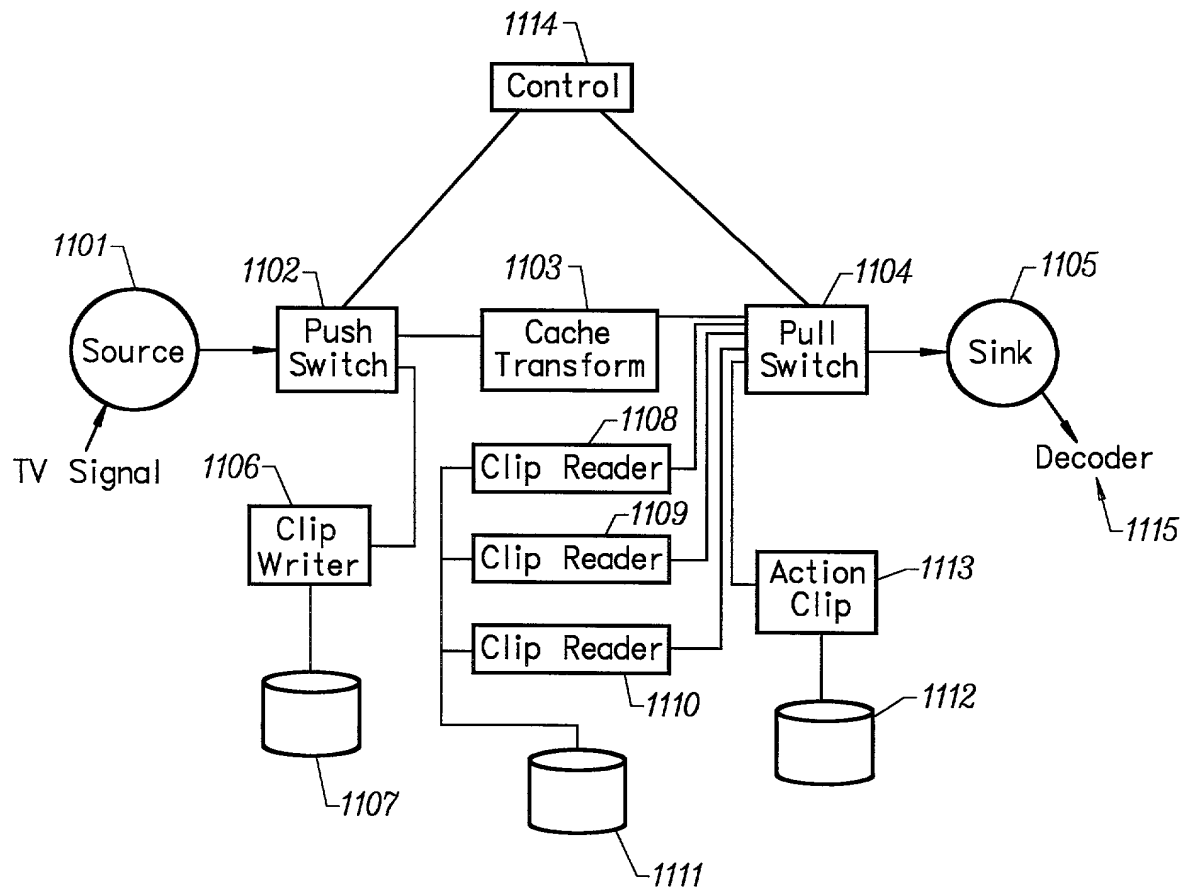 1114
Control
1101
1102
1103
1104
1105
Source
Push
Switch
Cache
Transform
Pull
Switch
Sink
TV Signal
1108
Clip Reader
Decoder
1106
1115
Clip
Writer
1109
Clip Reader
Action
Clip
1113
Clip Reader
1110
1112
1107
1111